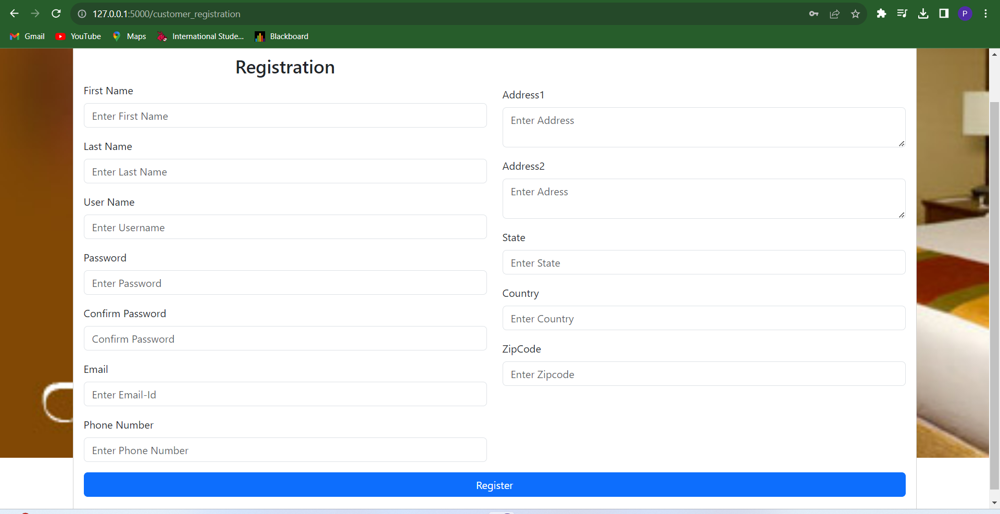 127.0.0.1:5000/customer_registration
P
Gmail YouTube Maps International Stude... Blackboard
Registration
First Name
Enter First Name
Last Name
Enter Last Name
User Name
Enter Username
Password
Enter Password
Confirm Password
Confirm Password
Email
Enter Email-Id
Phone Number
Enter Phone Number
Address1
Enter Address
Address2
Enter Adress
State
Enter State
Country
Enter Country
ZipCode
Enter Zipcode
Register